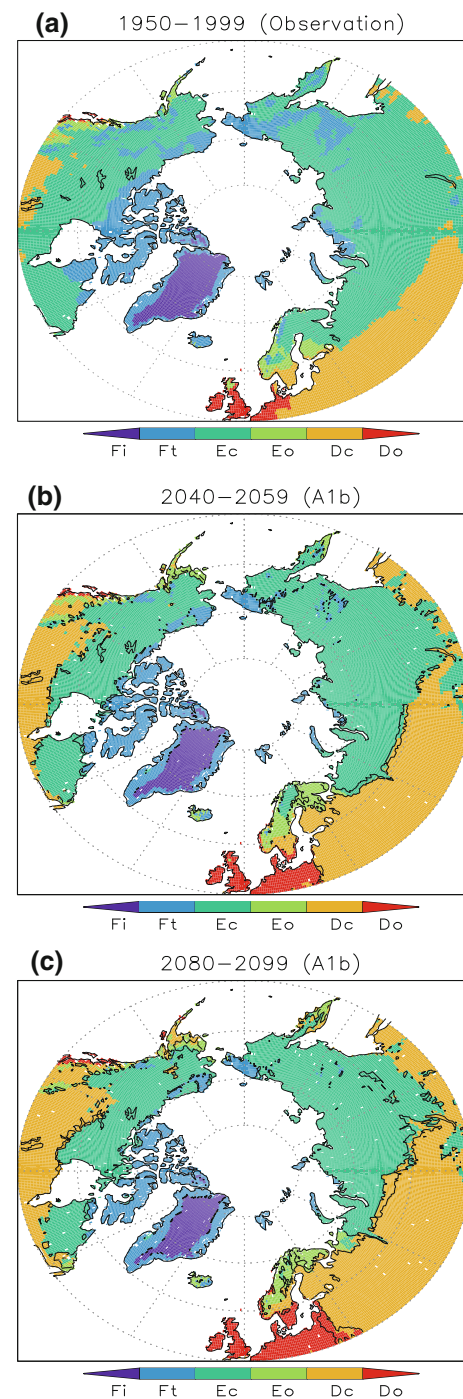 (a) 1950-1999 (Observation)
Fi Ft Ec Eo Dc Do
(b) 2040-2059 (A1b)
Fi Ft Ec Eo Dc Do
(c) 2080-2099 (A1b)
Fi Ft Ec Eo Dc Do